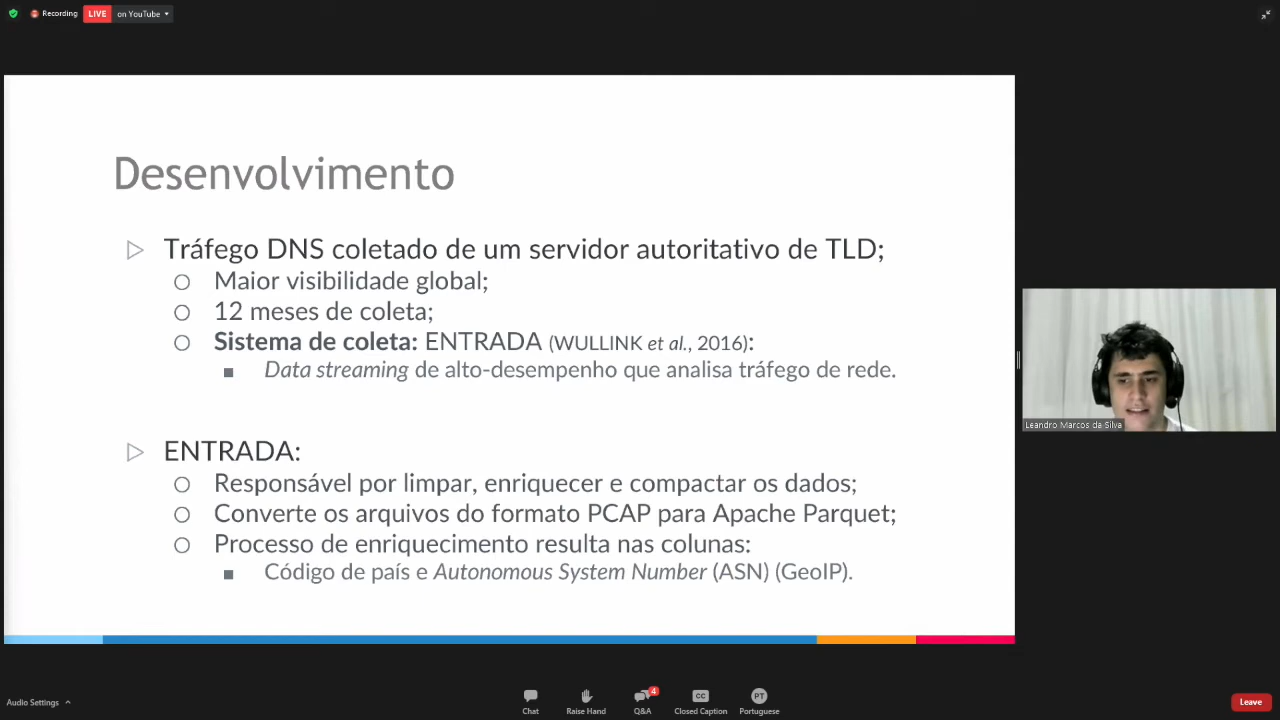 Recording
LIVE
on YouTube
Desenvolvimento
Tráfego DNS coletado de um servidor autoritativo de TLD;
Maior visibilidade global;
12 meses de coleta;
Sistema de coleta: ENTRADA (WULLINK et al., 2016):
Data streaming de alto-desempenho que analisa tráfego de rede.
ENTRADA:
Responsável por limpar, enriquecer e compactar os dados;
Converte os arquivos do formato PCAP para Apache Parquet;
Processo de enriquecimento resulta nas colunas:
Código de país e Autonomous System Number (ASN) (GeoIP).
Leandro Marcos da Silva
Audio Settings
Chat
Raise Hand
4
Q&A
CC
Closed Caption
PT
Portuguese
Leave